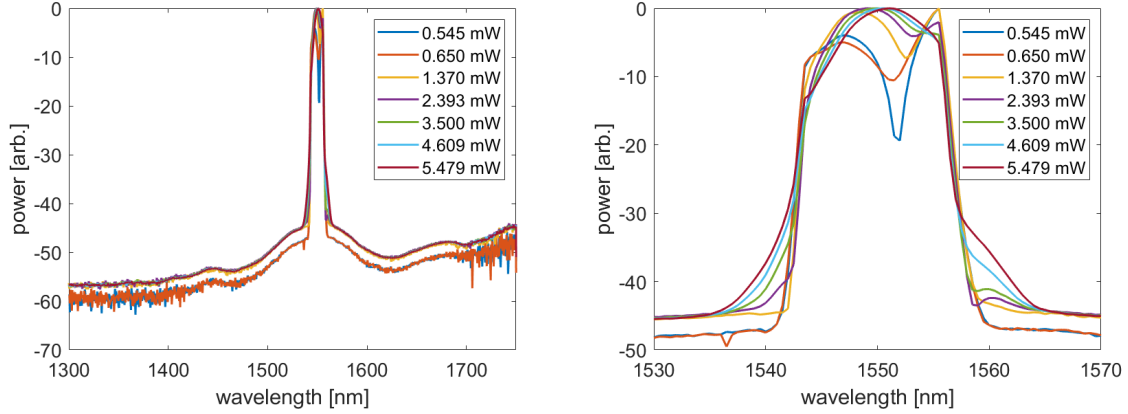 0
-10
-20
-30
-40
-50
-60
-70
power [arb.]
1300 1400 1500 1600 1700
wavelength [nm]
0.545 mW
0.650 mW
1.370 mW
2.393 mW
3.500 mW
4.609 mW
5.479 mW
0
-10
-20
-30
-40
-50
power [arb.]
1530 1540 1550 1560 1570
wavelength [nm]
0.545 mW
0.650 mW
1.370 mW
2.393 mW
3.500 mW
4.609 mW
5.479 mW